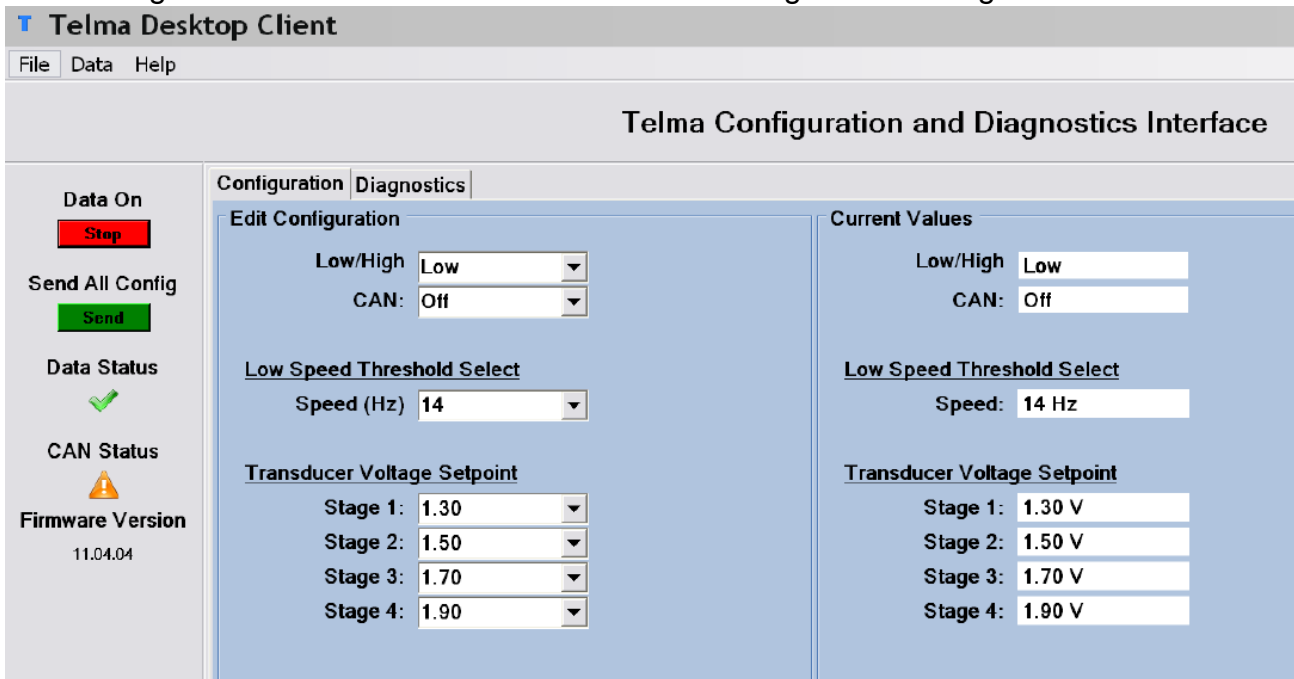 T Telma Desktop Client
File Data Help
Telma Configuration and Diagnostics Interface
Data On
Stop
Send All Config
Send
Data Status
CAN Status
Firmware Version
11.04.04
Configuration Diagnostics
Edit Configuration
Low/High Low
CAN: Off
Low Speed Threshold Select
Speed (Hz) 14
Transducer Voltage Setpoint
Stage 1: 1.30
Stage 2: 1.50
Stage 3: 1.70
Stage 4: 1.90
Current Values
Low/High Low
CAN: Off
Low Speed Threshold Select
Speed: 14 Hz
Transducer Voltage Setpoint
Stage 1: 1.30 V
Stage 2: 1.50 V
Stage 3: 1.70 V
Stage 4: 1.90 V